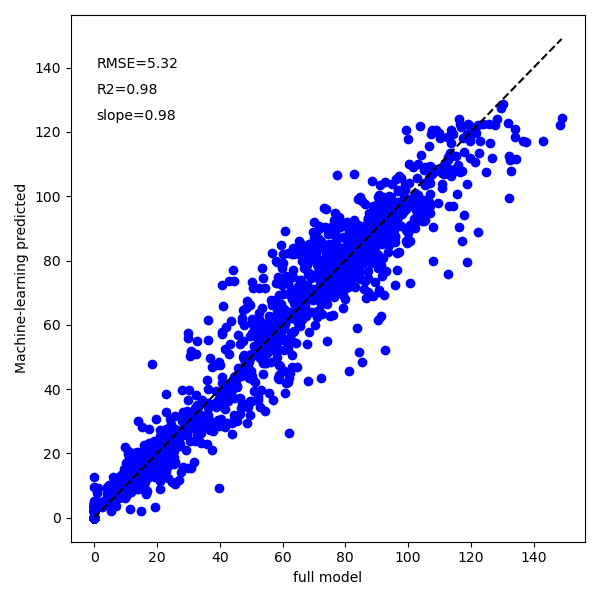 RMSE=5.32
R2=0.98
slope=0.98
Machine-learning predicted
140
120
100
80
60
40
20
0
0 20 40 60 80 100 120 140
full model